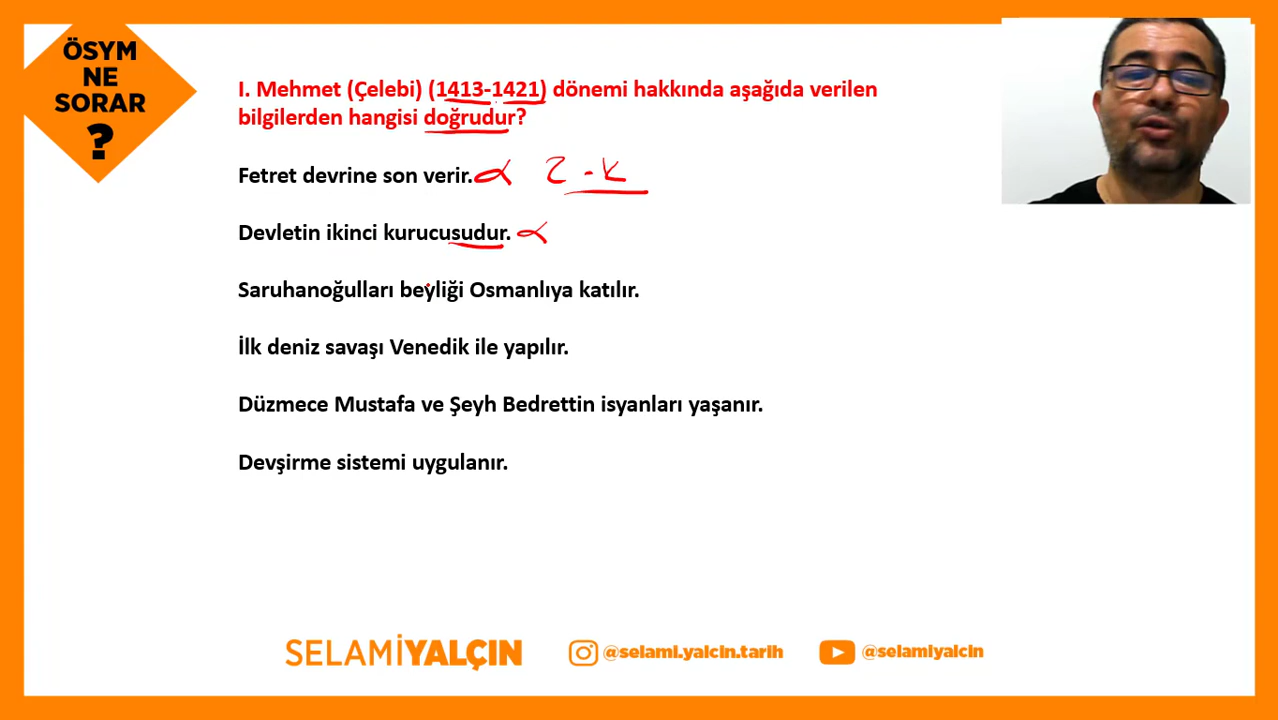 ÖSYM
NE
SORAR
?
I. Mehmet (Çelebi) (1413-1421) dönemi hakkında aşağıda verilen
bilgilerden hangisi doğrudur?
Fetret devrine son verir. 2 - K
Devletin ikinci kurucusudur.
Saruhanoğulları beyliği Osmanlıya katılır.
İlk deniz savaşı Venedik ile yapılır.
Düzmece Mustafa ve Şeyh Bedrettin isyanları yaşanır.
Devşirme sistemi uygulanır.
SELAMİYALÇIN @selami.yalcin.tarih @selamiyalcin